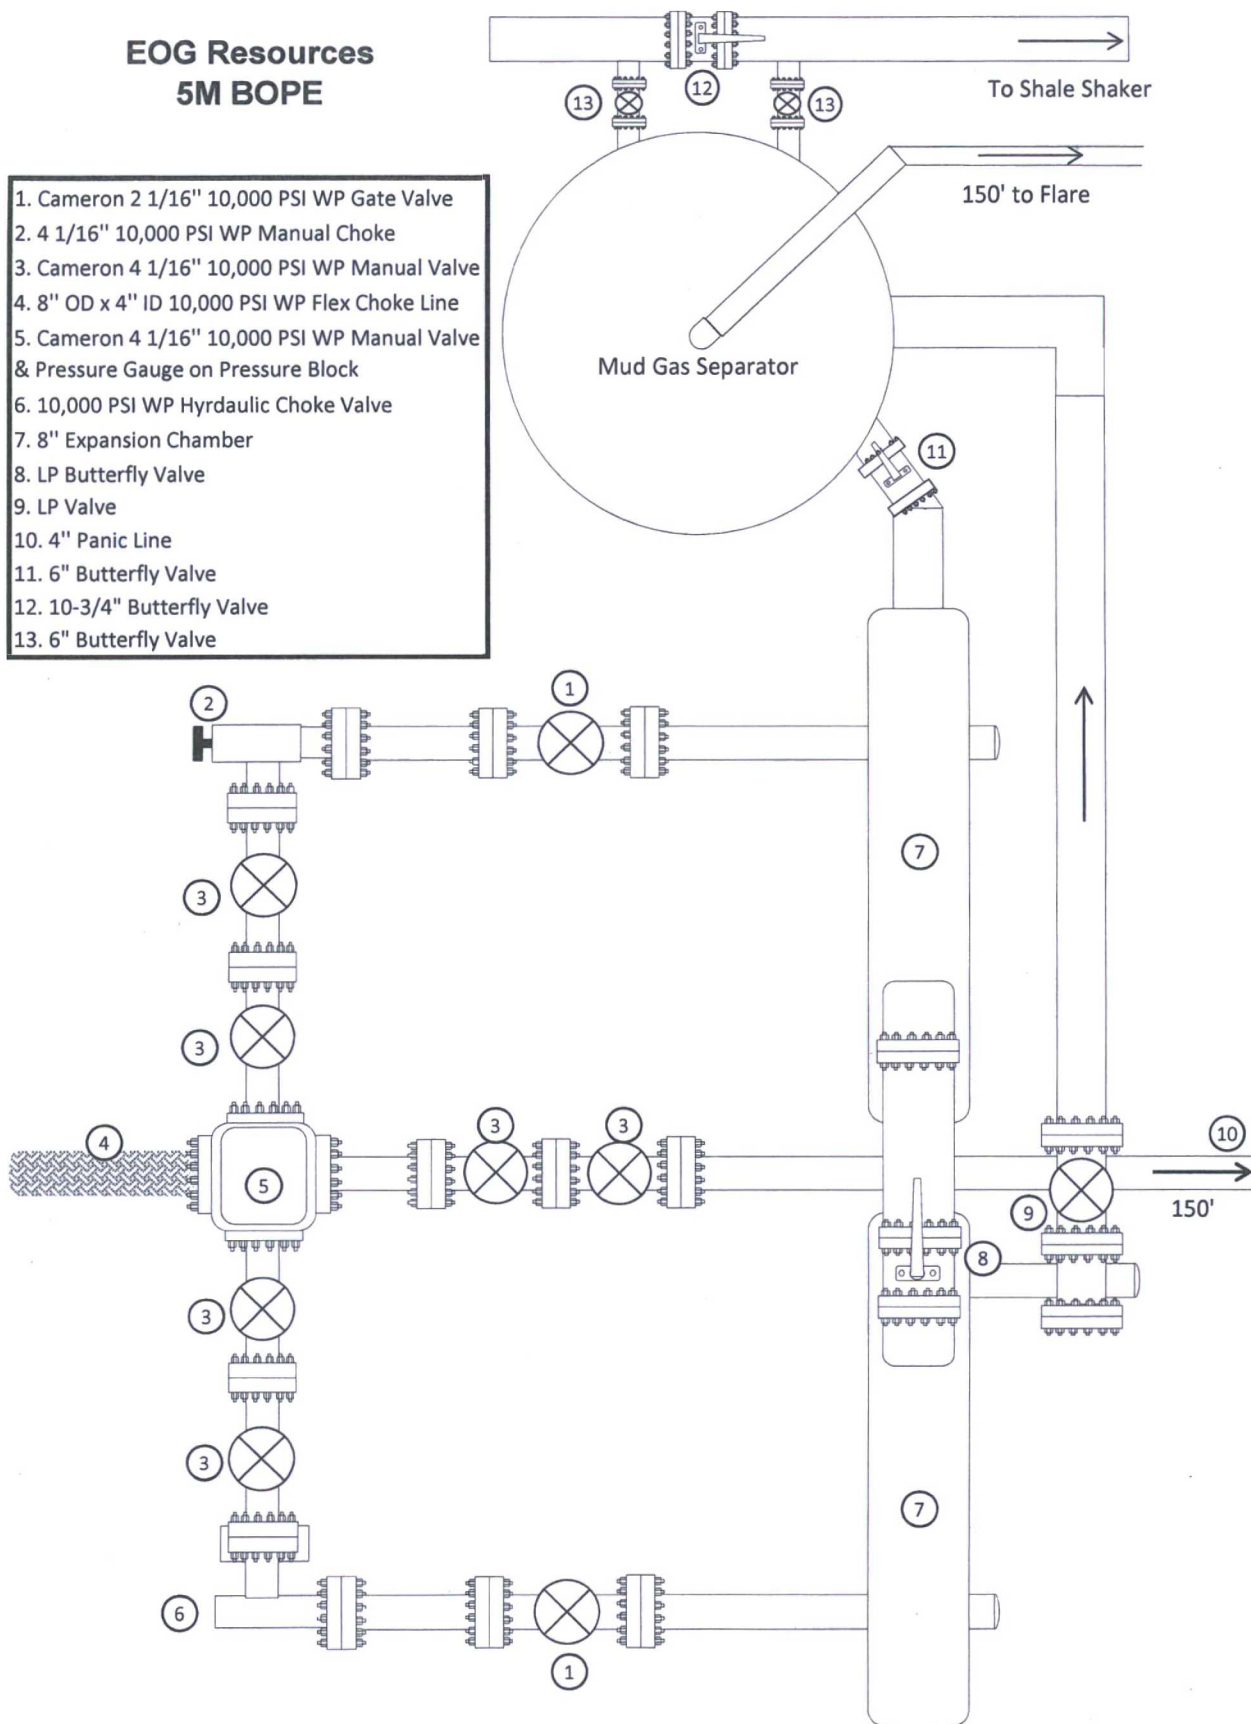 EOG Resources
5M BOPE
To Shale Shaker
13
12
13
150' to Flare
1. Cameron 2 1/16" 10,000 PSI WP Gate Valve
2. 4 1/16" 10,000 PSI WP Manual Choke
3. Cameron 4 1/16" 10,000 PSI WP Manual Valve
4. 8" OD x 4" ID 10,000 PSI WP Flex Choke Line
5. Cameron 4 1/16" 10,000 PSI WP Manual Valve
& Pressure Gauge on Pressure Block
6. 10,000 PSI WP Hyrdaulic Choke Valve
7. 8" Expansion Chamber
8. LP Butterfly Valve
9. LP Valve
10. 4" Panic Line
11. 6" Butterfly Valve
12. 10-3/4" Butterfly Valve
13. 6" Butterfly Valve
Mud Gas Separator
11
1
2
7
3
3
4
3
3
10
5
150'
9
8
3
3
7
6
1